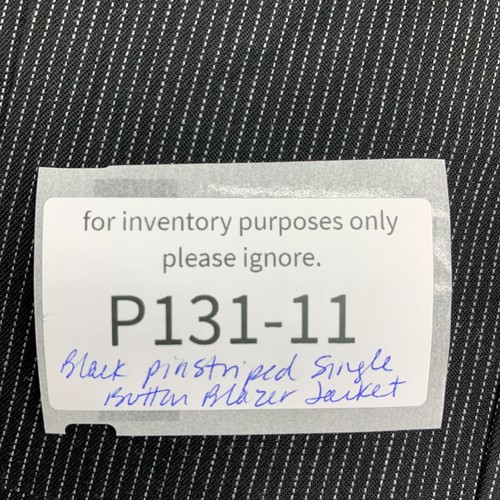 for inventory purposes only
please ignore.
P131-11
Black pinstriped Single
Button Blazer Jacket